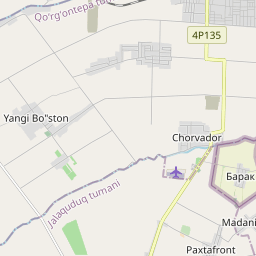 Qo'rg'ontepa tu
4P135
Yangi Bo"ston
Chorvador
Барак
Jalaquduq tumani
Madani
Paxtafront